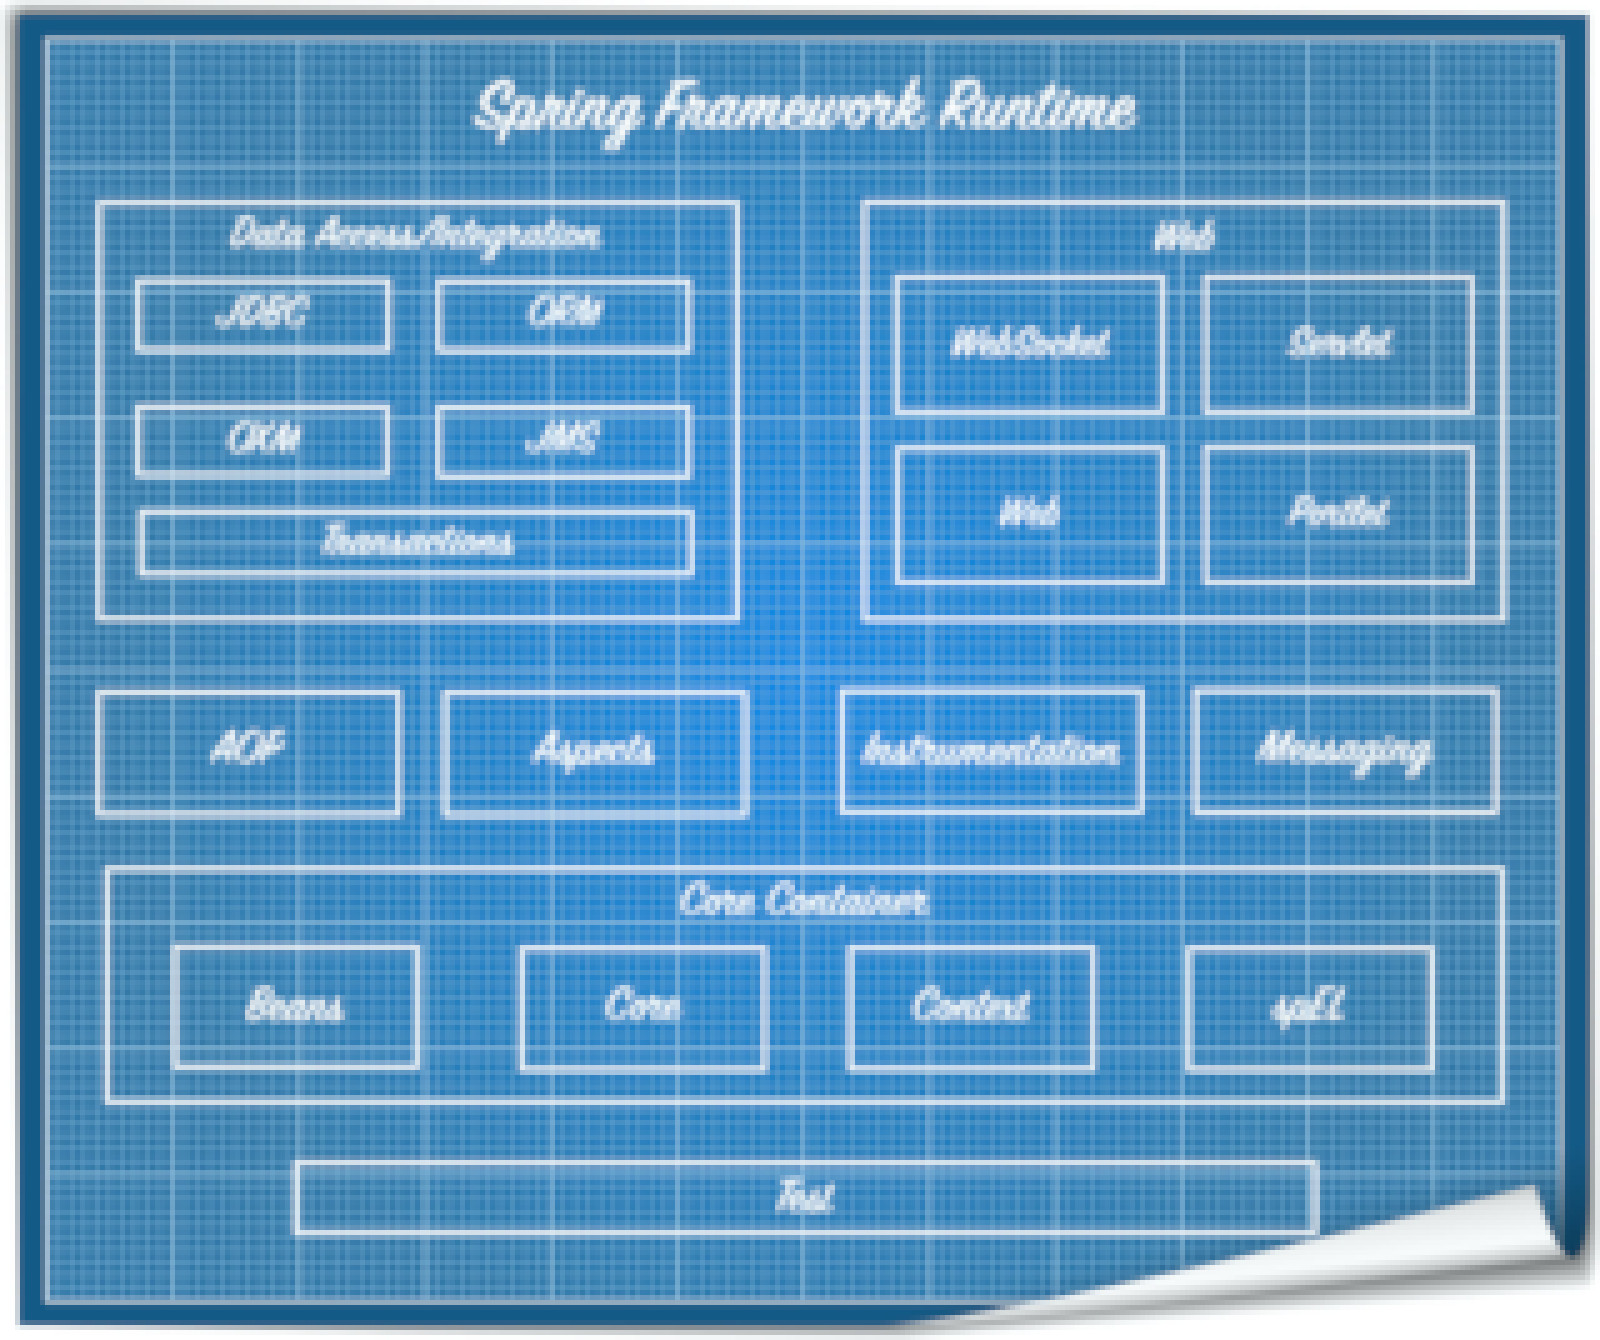 Spring Framework Runtime
Data Access/Integration
JDBC
ORM
OXM
JMS
Transactions
Web
WebSocket
Servlet
Web
Portlet
AOP
Aspects
Instrumentation
Messaging
Core Container
Beans
Core
Context
spEL
Test